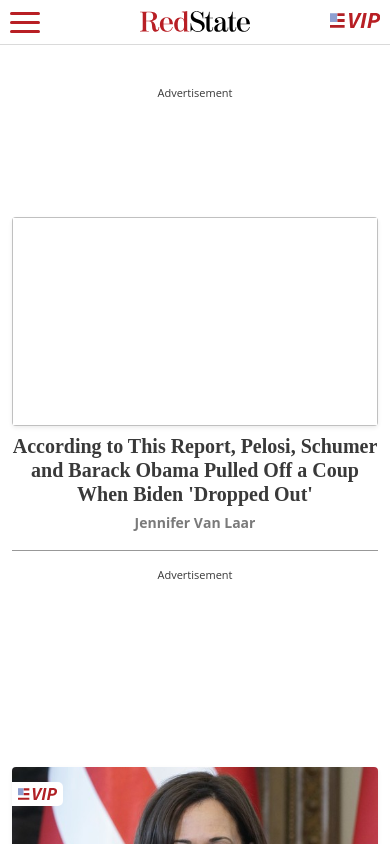 RedState
VIP
Advertisement
According to This Report, Pelosi, Schumer
and Barack Obama Pulled Off a Coup
When Biden 'Dropped Out'
Jennifer Van Laar
Advertisement
VIP